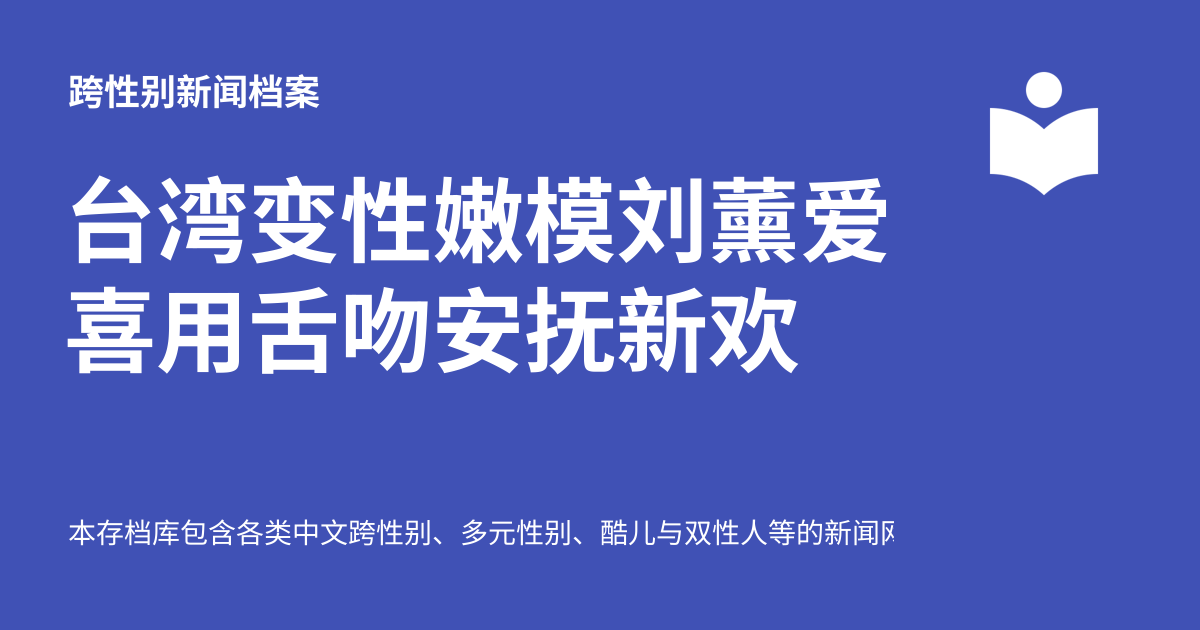 跨性别新闻档案
台湾变性嫩模刘薰爱
喜用舌吻安抚新欢
本存档库包含各类中文跨性别、多元性别、酷儿与双性人等的新闻